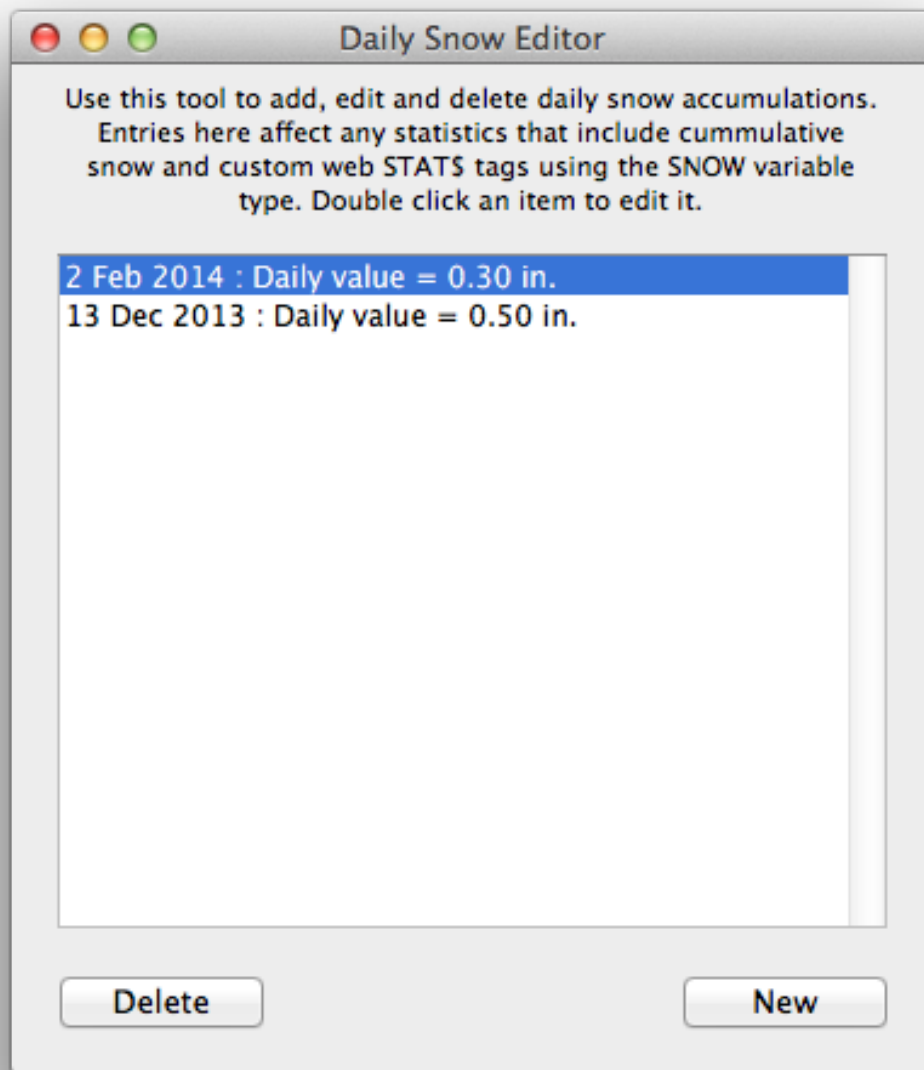 Daily Snow Editor
Use this tool to add, edit and delete daily snow accumulations.
Entries here affect any statistics that include cummulative
snow and custom web STAT$ tags using the SNOW variable
type. Double click an item to edit it.
2 Feb 2014 : Daily value = 0.30 in.
13 Dec 2013 : Daily value = 0.50 in.
Delete
New